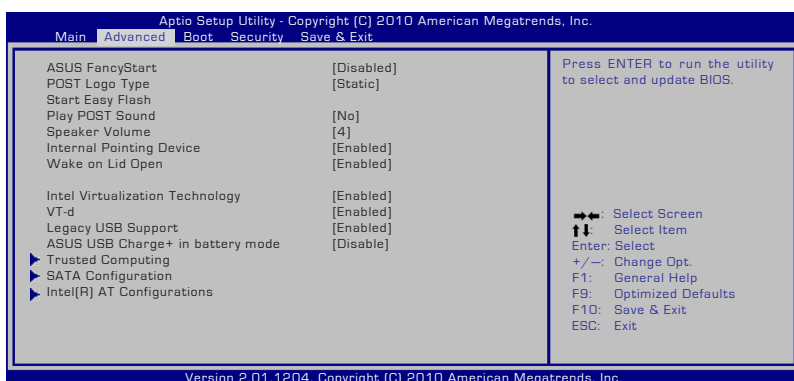 Aptio Setup Utility - Copyright (C) 2010 American Megatrends, Inc.
Main Advanced Boot Security Save & Exit
ASUS FancyStart [Disabled]
POST Logo Type [Static]
Start Easy Flash
Play POST Sound [No]
Speaker Volume [4]
Internal Pointing Device [Enabled]
Wake on Lid Open [Enabled]
Intel Virtualization Technology [Enabled]
VT-d [Enabled]
Legacy USB Support [Enabled]
ASUS USB Charge+ in battery mode [Disable]
Trusted Computing
SATA Configuration
Intel(R) AT Configurations
Press ENTER to run the utility
to select and update BIOS.
→←: Select Screen
↑↓: Select Item
Enter: Select
+/—: Change Opt.
F1: General Help
F9: Optimized Defaults
F10: Save & Exit
ESC: Exit
Version 2.01.1204. Copyright (C) 2010 American Megatrends, Inc.